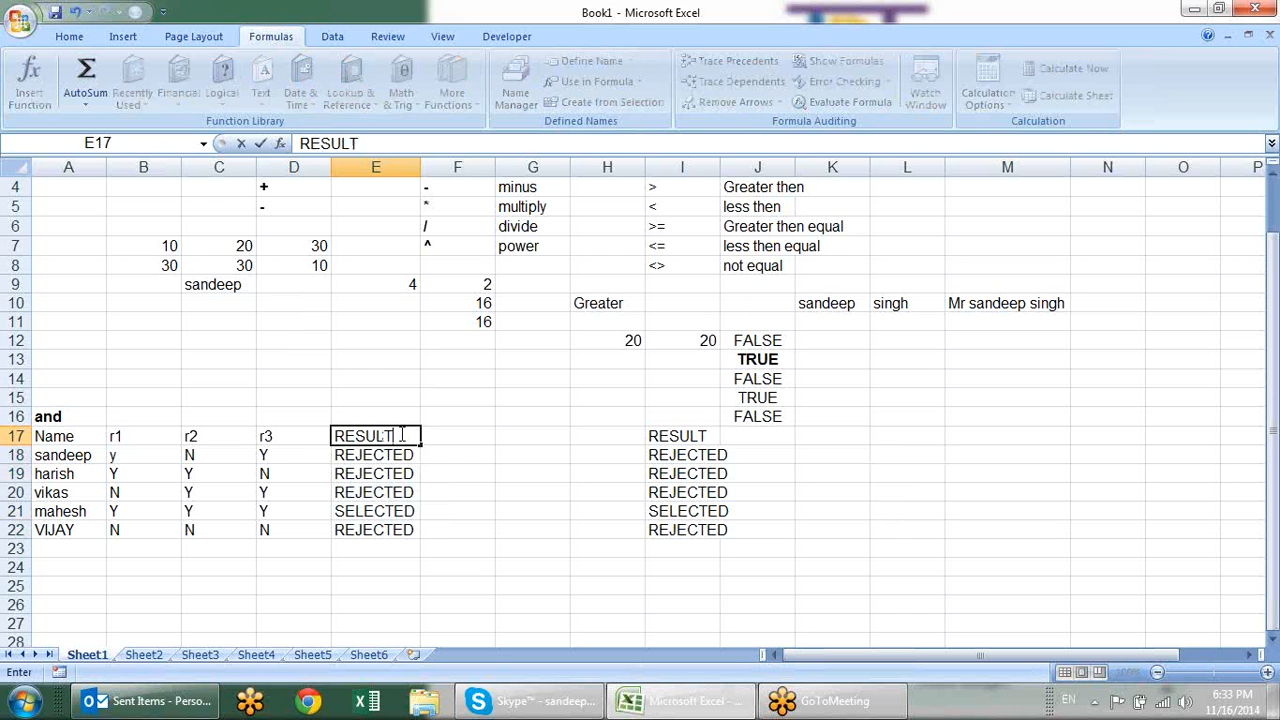 Book1 - Microsoft Excel
Home Insert Page Layout Formulas Data Review View Developer
Insert Function
AutoSum
Recently Used
Financial
Logical
Text
Date & Time
Lookup & Reference
Math & Trig
More Functions
Function Library
Name Manager
Define Name
Use in Formula
Create from Selection
Defined Names
Trace Precedents
Trace Dependents
Remove Arrows
Show Formulas
Error Checking
Evaluate Formula
Formula Auditing
Watch Window
Calculation Options
Calculate Now
Calculate Sheet
Calculation
E17 RESULT
A B C D E F G H I J K L M N O P
4 + - minus > Greater then
5 - * multiply < less then
6 / divide >= Greater then equal
7 10 20 30 ^ power <= less then equal
8 30 30 10 <> not equal
9 sandeep 4 2
10 16 Greater sandeep singh Mr sandeep singh
11 16
12 20 20 FALSE
13 TRUE
14 FALSE
15 TRUE
16 and FALSE
17 Name r1 r2 r3 RESULT RESULT
18 sandeep y N Y REJECTED REJECTED
19 harish Y Y N REJECTED REJECTED
20 vikas N Y Y REJECTED REJECTED
21 mahesh Y Y Y SELECTED SELECTED
22 VIJAY N N N REJECTED REJECTED
23
24
25
26
27
28
Sheet1 Sheet2 Sheet3 Sheet4 Sheet5 Sheet6
Enter
Sent Items - Perso...
Skype™ - sandeep...
Microsoft Excel - ...
GoToMeeting
EN
6:33 PM
11/16/2014